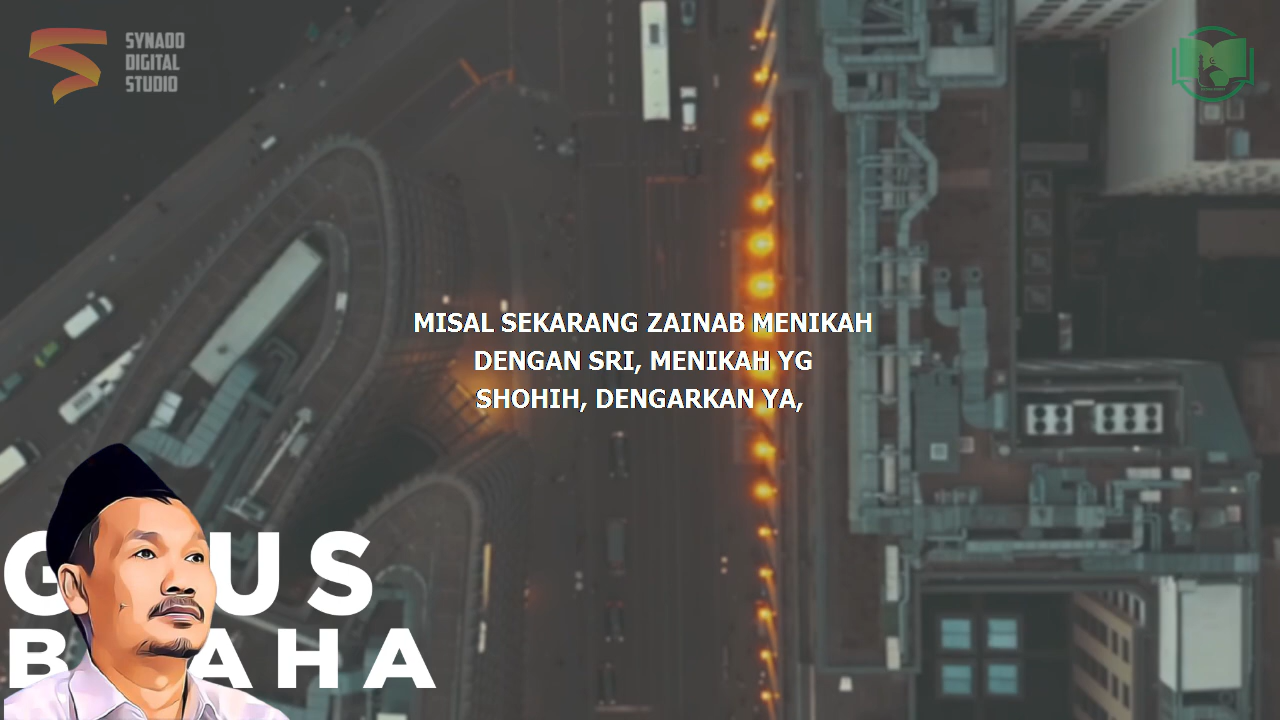 SYNADO
DIGITAL
STUDIO
MISAL SEKARANG ZAINAB MENIKAH
DENGAN SRI, MENIKAH YG
SHOHIH, DENGARKAN YA,
GUS
BAHA